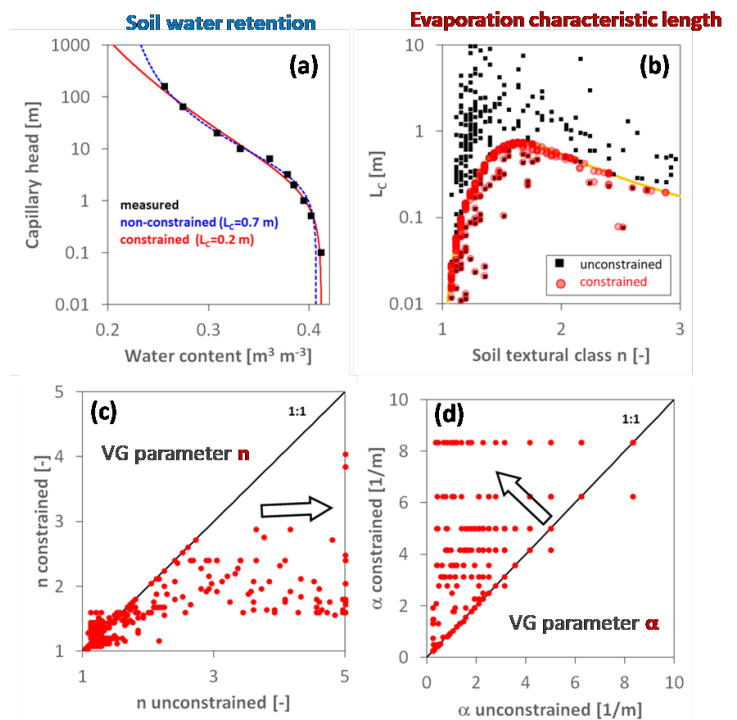 Soil water retention
Evaporation characteristic length
(a)
1000
100
10
1
0.1
0.01
Capillary head [m]
measured
non-constrained (LC=0.7 m)
constrained (LC=0.2 m)
0.2
0.3
0.4
Water content [m³ m⁻³]
(b)
10
1
0.1
0.01
LC [m]
unconstrained
constrained
1
2
3
Soil textural class n [-]
(c)
1:1
VG parameter n
5
4
3
2
1
n constrained [-]
1
3
5
n unconstrained [-]
(d)
1:1
10
8
6
4
2
0
α constrained [1/m]
VG parameter α
0
2
4
6
8
10
α unconstrained [1/m]